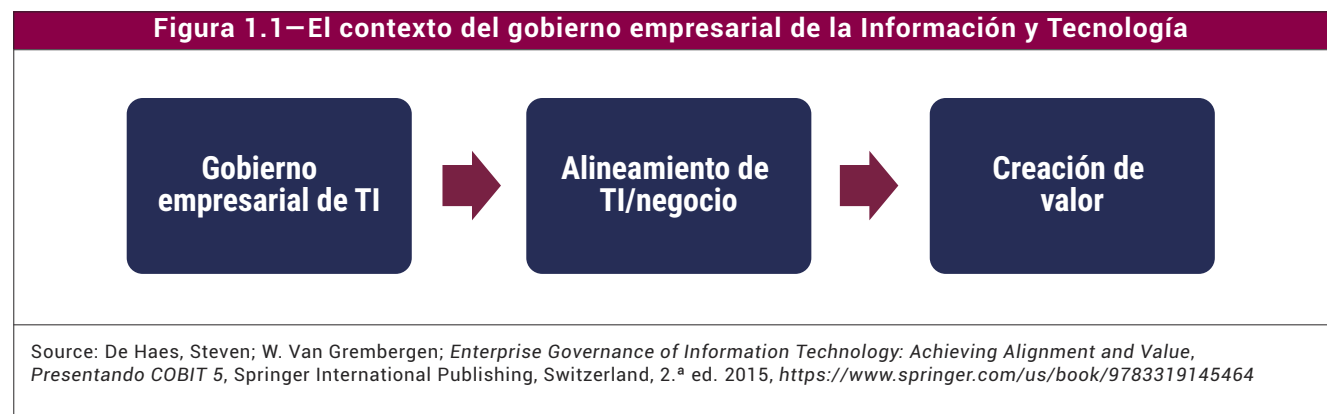 Figura 1.1—El contexto del gobierno empresarial de la Información y Tecnología
Gobierno
empresarial de TI
Alineamiento de
TI/negocio
Creación de
valor
Source: De Haes, Steven; W. Van Grembergen; Enterprise Governance of Information Technology: Achieving Alignment and Value,
Presentando COBIT 5, Springer International Publishing, Switzerland, 2.ª ed. 2015, https://www.springer.com/us/book/9783319145464